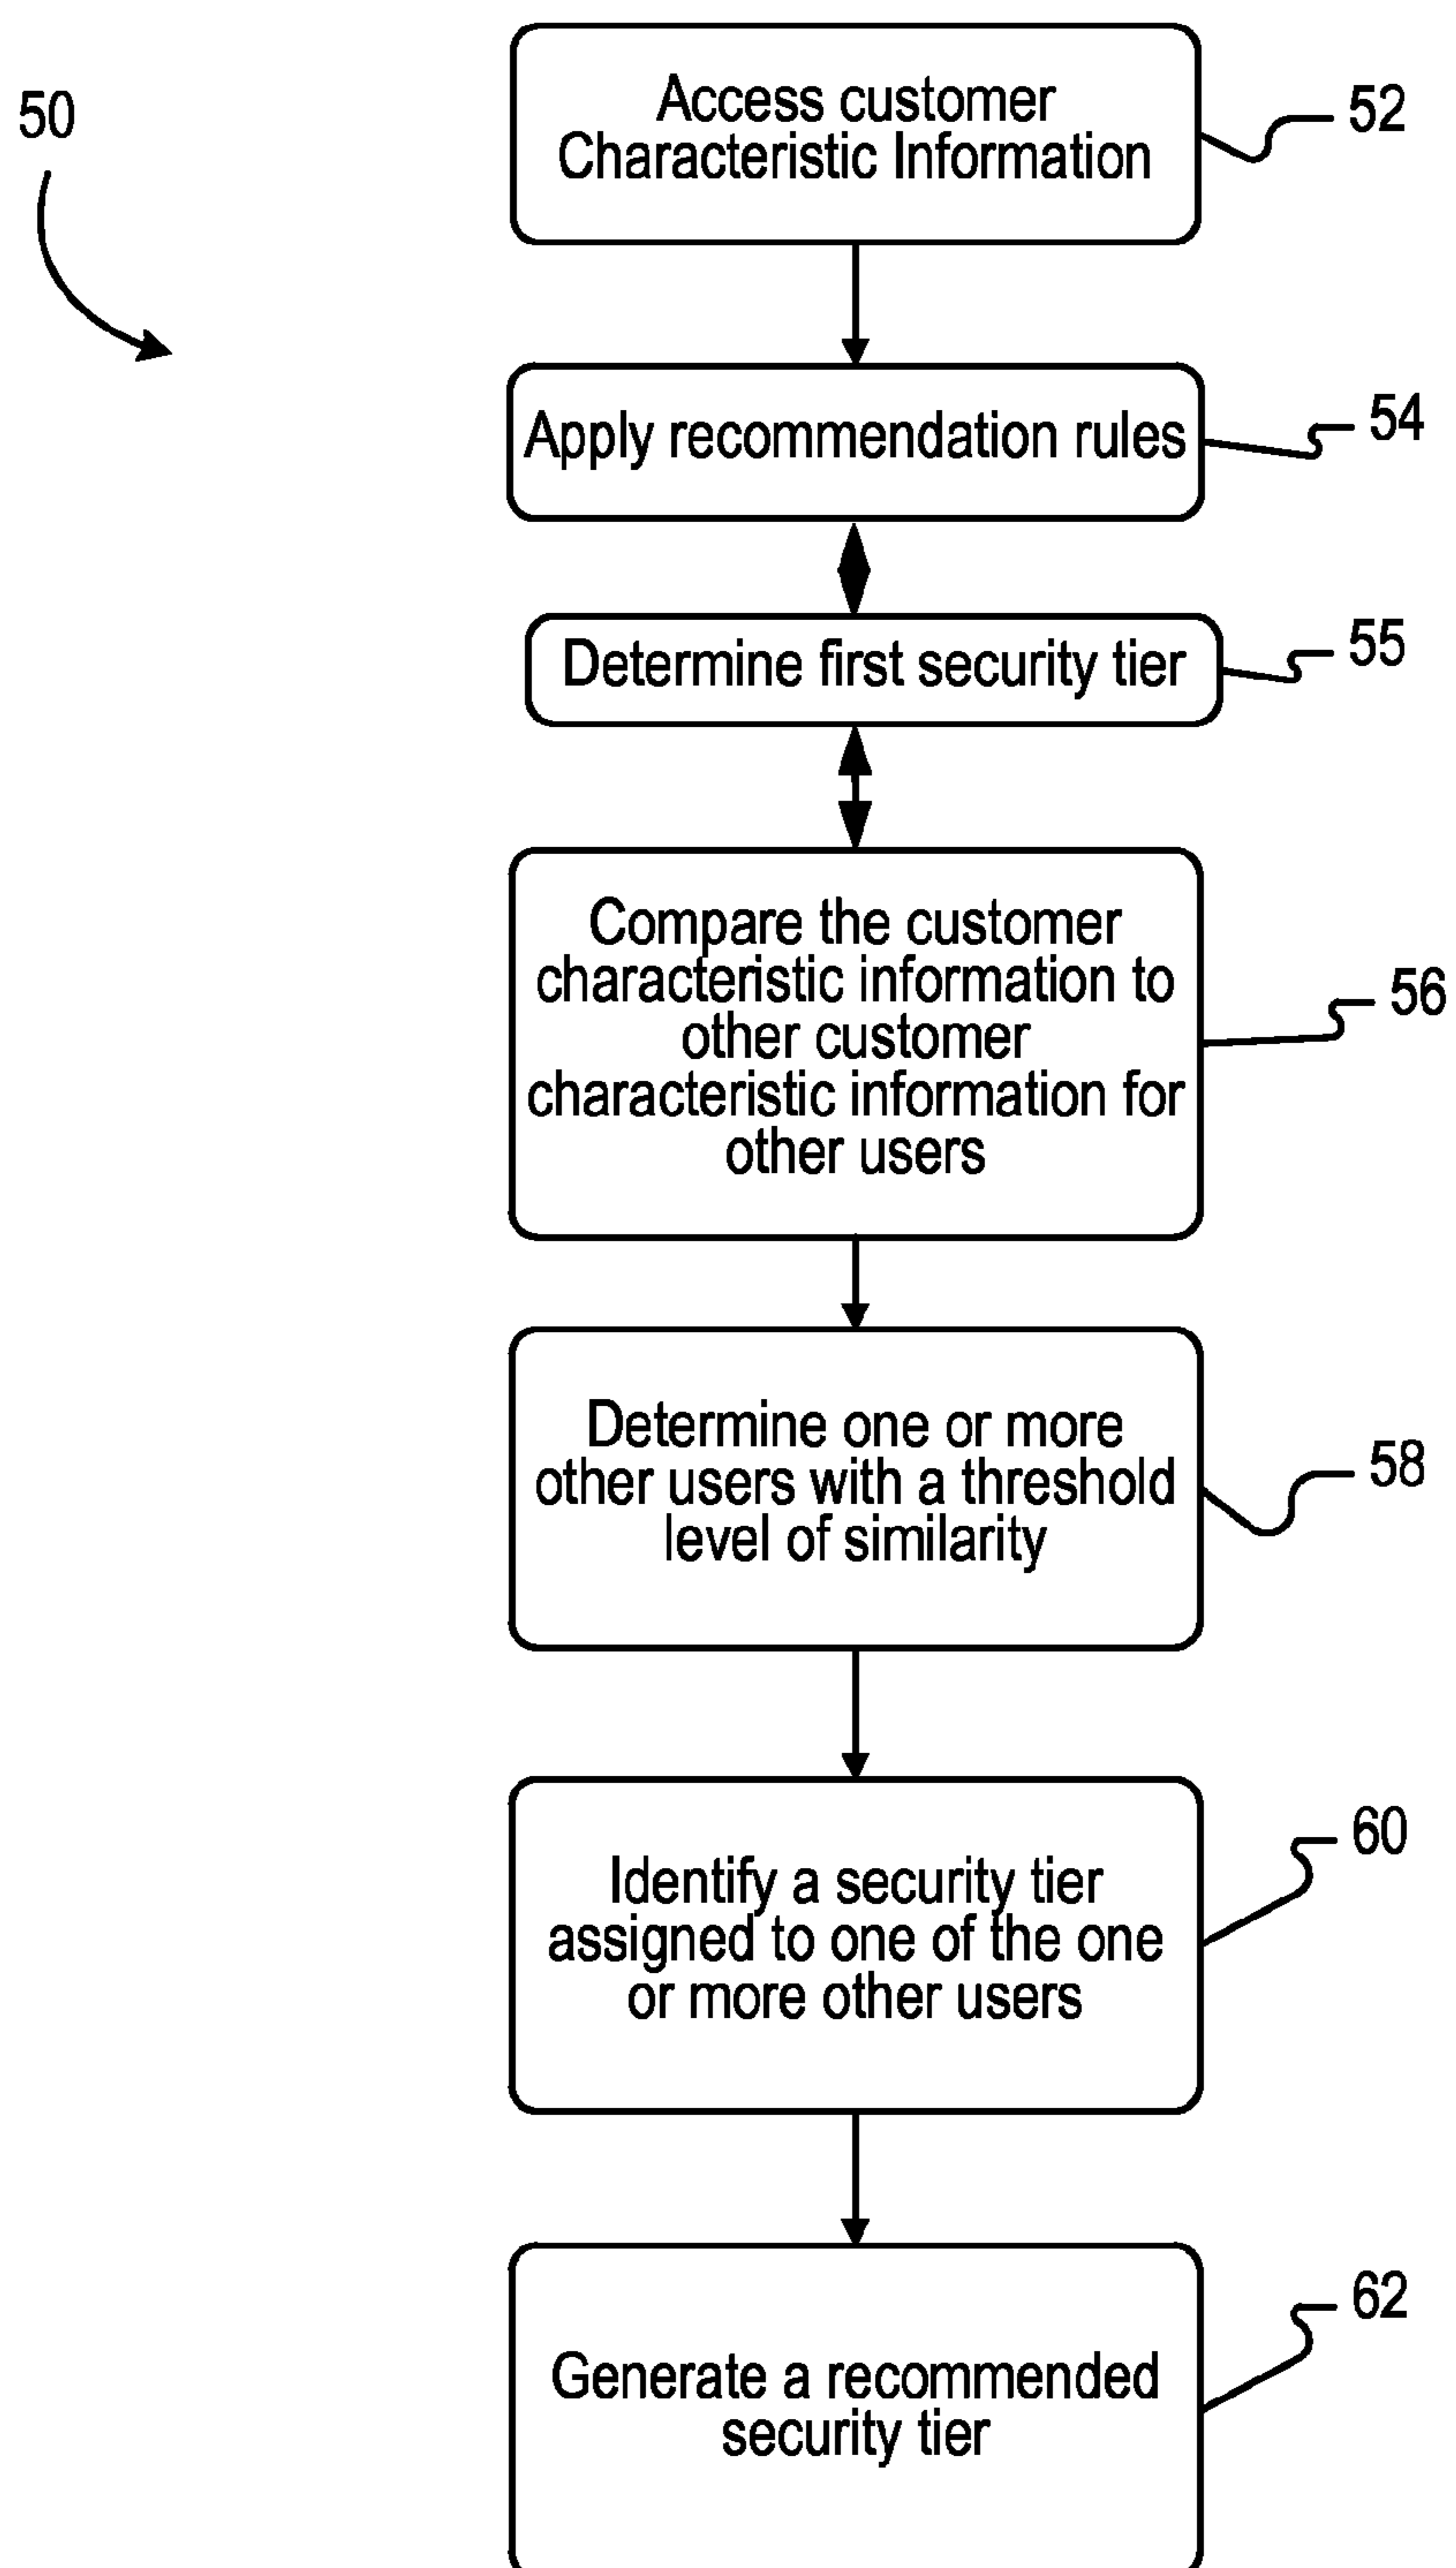 50
Access customer
Characteristic Information
52
Apply recommendation rules
54
Determine first security tier
55
Compare the customer
characteristic information to
other customer
characteristic information for
other users
56
Determine one or more
other users with a threshold
level of similarity
58
Identify a security tier
assigned to one of the one
or more other users
60
Generate a recommended
security tier
62